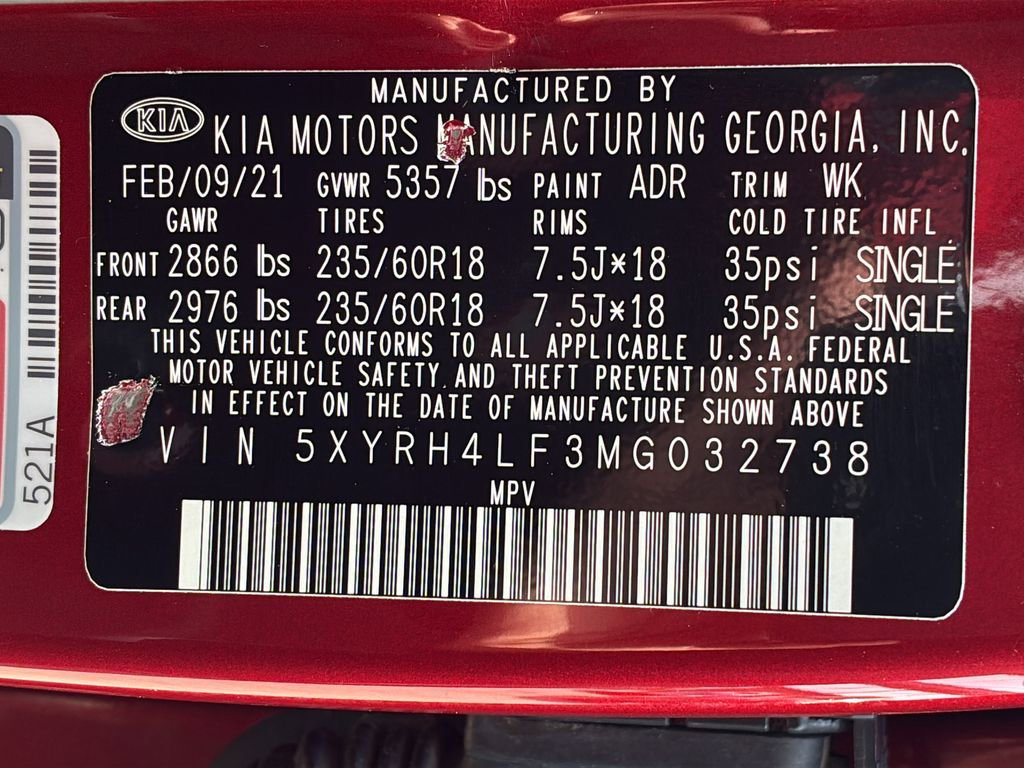 MANUFACTURED BY
KIA KIA MOTORS MANUFACTURING GEORGIA, INC.
FEB/09/21 GVWR 5357 lbs PAINT ADR TRIM WK
GAWR TIRES RIMS COLD TIRE INFL
FRONT 2866 lbs 235/60R18 7.5J*18 35psi SINGLE
REAR 2976 lbs 235/60R18 7.5J*18 35psi SINGLE
THIS VEHICLE CONFORMS TO ALL APPLICABLE U.S.A. FEDERAL
MOTOR VEHICLE SAFETY AND THEFT PREVENTION STANDARDS
IN EFFECT ON THE DATE OF MANUFACTURE SHOWN ABOVE
VIN 5XYRH4LF3MG032738
MPV
521A